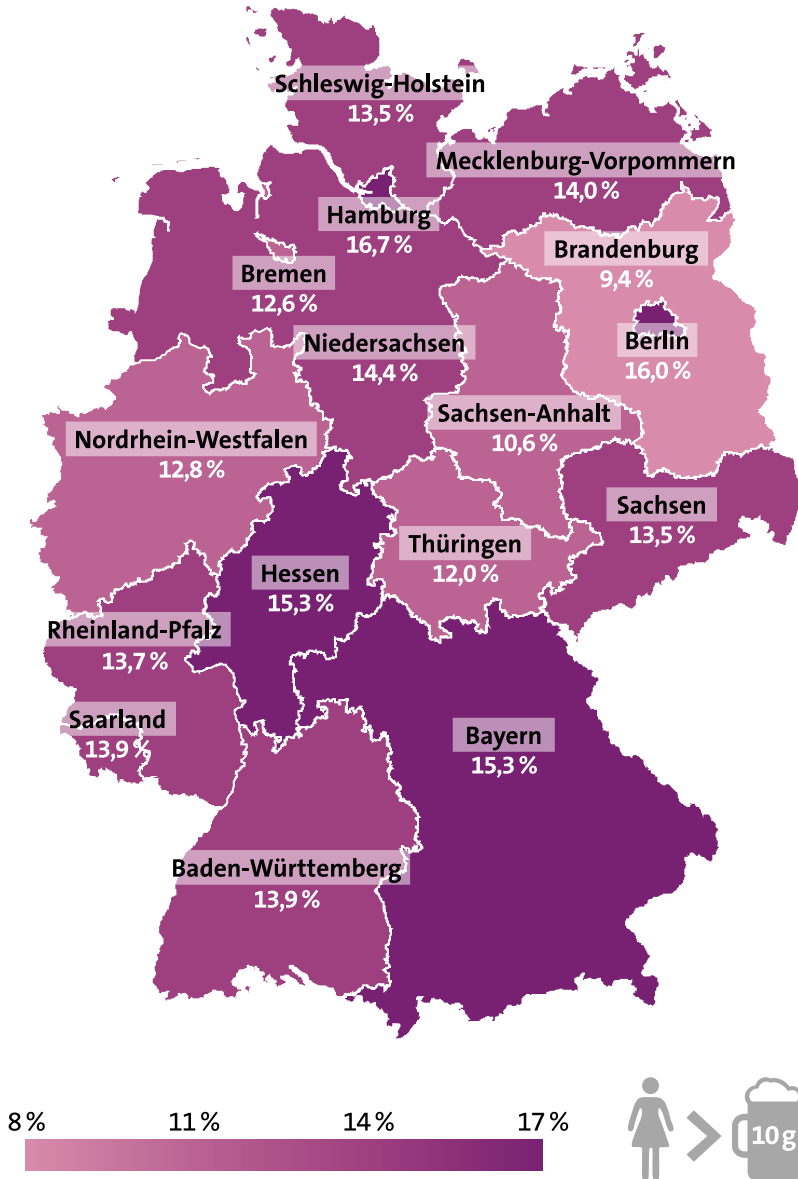 Schleswig-Holstein
13,5 %
Mecklenburg-Vorpommern
14,0 %
Hamburg
16,7 %
Brandenburg
9,4 %
Bremen
12,6 %
Berlin
16,0 %
Niedersachsen
14,4 %
Sachsen-Anhalt
10,6 %
Nordrhein-Westfalen
12,8 %
Sachsen
13,5 %
Thüringen
12,0 %
Hessen
15,3 %
Rheinland-Pfalz
13,7 %
Saarland
13,9 %
Bayern
15,3 %
Baden-Württemberg
13,9 %
8 % 11 % 14 % 17 %
10 g